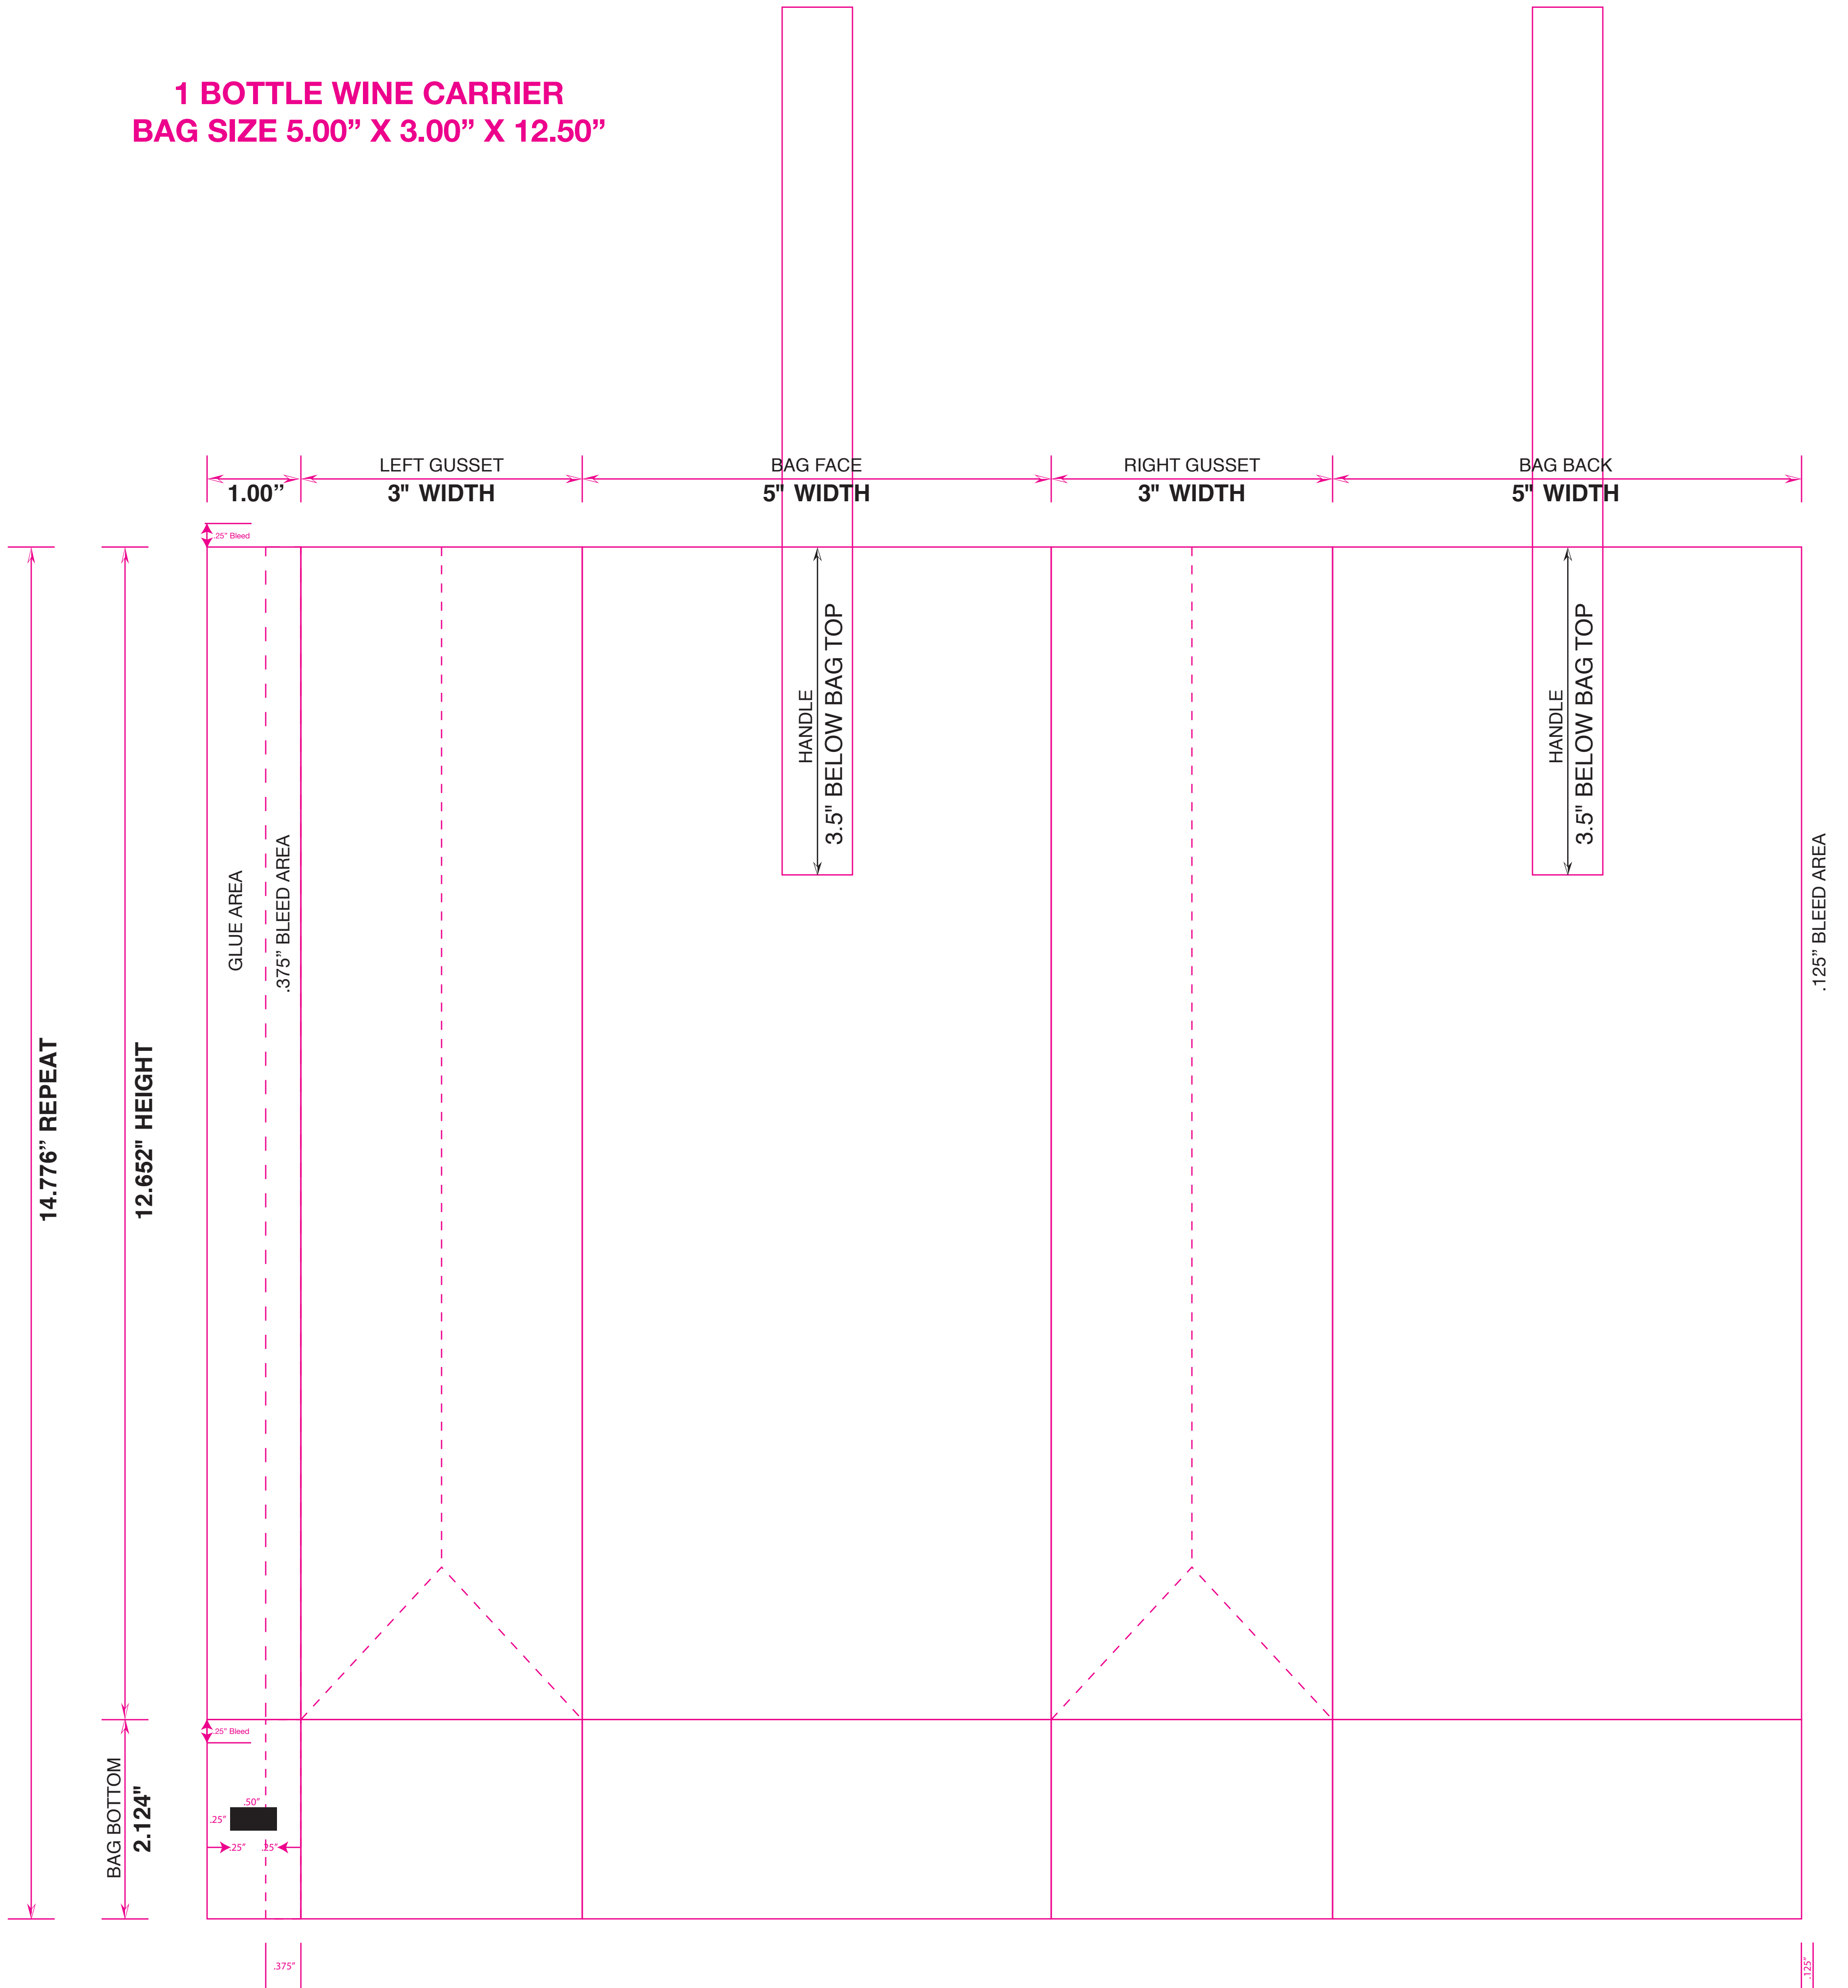 1 BOTTLE WINE CARRIER
BAG SIZE 5.00” X 3.00” X 12.50”
LEFT GUSSET
BAG FACE
RIGHT GUSSET
BAG BACK
1.00”
3" WIDTH
5" WIDTH
3" WIDTH
5" WIDTH
.25” Bleed
HANDLE
3.5" BELOW BAG TOP
HANDLE
3.5" BELOW BAG TOP
GLUE AREA
.375” BLEED AREA
.125” BLEED AREA
14.776” REPEAT
12.652" HEIGHT
.25” Bleed
BAG BOTTOM
2.124"
.50”
.25”
.25”
.25”
.375”
.125”